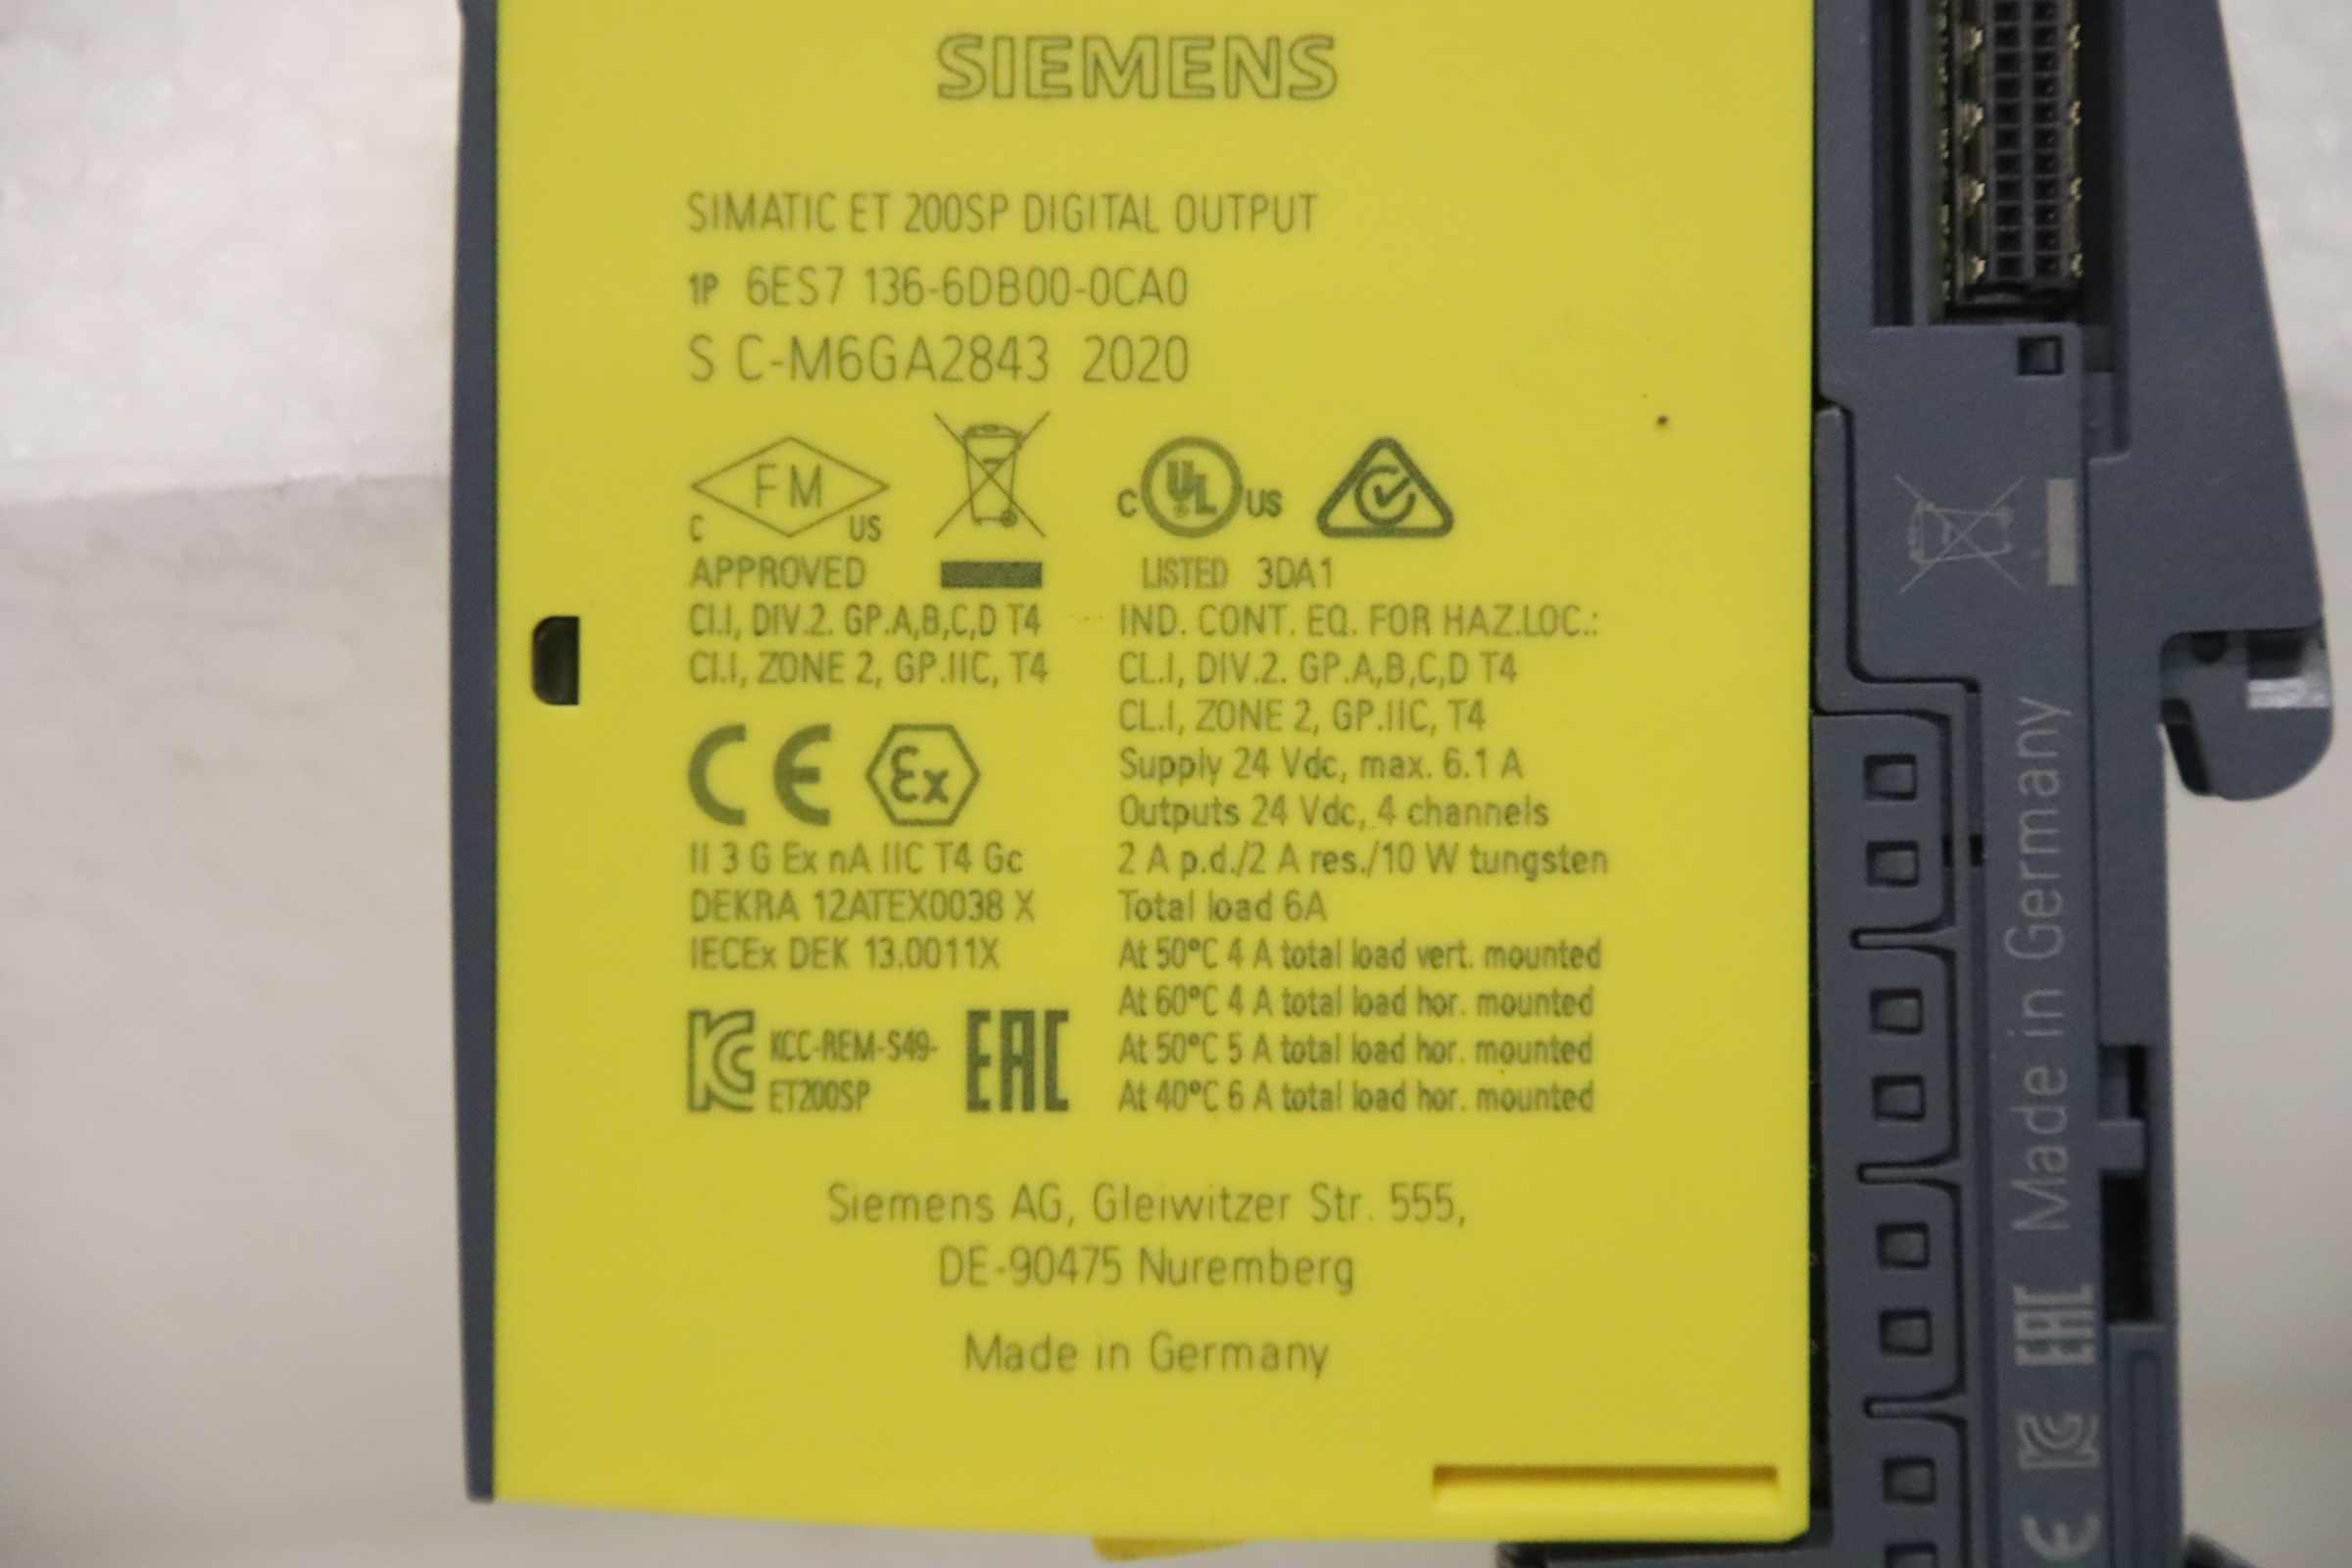 SIEMENS
SIMATIC ET 200SP DIGITAL OUTPUT
1P 6ES7 136-6DB00-0CA0
S C-M6GA2843 2020
FM
C US
APPROVED
CI.I, DIV.2. GP.A,B,C,D T4
CI.I, ZONE 2, GP.IIC, T4
CE Ex
II 3 G Ex nA IIC T4 Gc
DEKRA 12ATEX0038 X
IECEx DEK 13.0011X
KCC-REM-S49-
ET200SP
EAC
C UL US
LISTED 3DA1
IND. CONT. EQ. FOR HAZ.LOC.:
CL.I, DIV.2. GP.A,B,C,D T4
CL.I, ZONE 2, GP.IIC, T4
Supply 24 Vdc, max. 6.1 A
Outputs 24 Vdc, 4 channels
2 A p.d./2 A res./10 W tungsten
Total load 6A
At 50°C 4 A total load vert. mounted
At 60°C 4 A total load hor. mounted
At 50°C 5 A total load hor. mounted
At 40°C 6 A total load hor. mounted
Siemens AG, Gleiwitzer Str. 555,
DE-90475 Nuremberg
Made in Germany
EAC Made in Germany